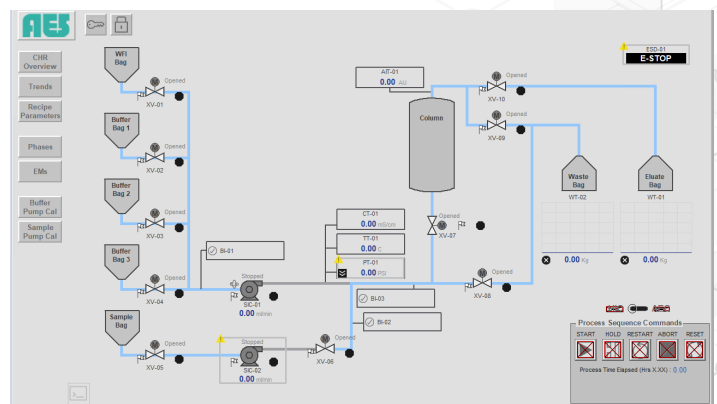 AES
CHR
Overview
Trends
Recipe
Parameters
Phases
EMs
Buffer
Pump Cal
Sample
Pump Cal
WFI
Bag
M
Opened
XV-01
Buffer
Bag 1
M
Opened
XV-02
Buffer
Bag 2
M
Opened
XV-03
Buffer
Bag 3
M
Opened
XV-04
Sample
Bag
M
Opened
XV-05
BI-01
Stopped
SIC-01
0.00 ml/min
Stopped
SIC-02
0.00 ml/min
M
Opened
XV-06
CT-01
0.00 mS/cm
TT-01
0.00 C
PT-01
0.00 PSI
BI-03
BI-02
AIT-01
0.00 AU
Column
M
Opened
XV-07
M
Opened
XV-10
M
Opened
XV-09
M
Opened
XV-08
ESD-01
E-STOP
Waste
Bag
WT-02
0.00 Kg
Eluate
Bag
WT-01
0.00 Kg
Process Sequence Commands
START HOLD RESTART ABORT RESET
Process Time Elapsed (Hrs X.XX) : 0.00